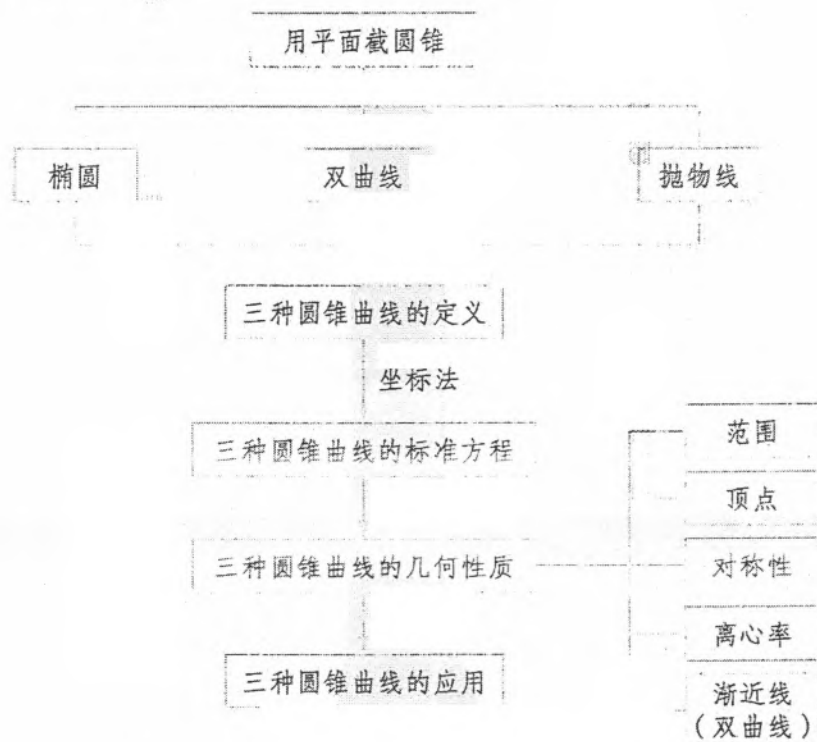 用平面截圆锥
椭圆
双曲线
抛物线
三种圆锥曲线的定义
坐标法
三种圆锥曲线的标准方程
范围
顶点
三种圆锥曲线的几何性质
对称性
离心率
三种圆锥曲线的应用
渐近线
（双曲线）